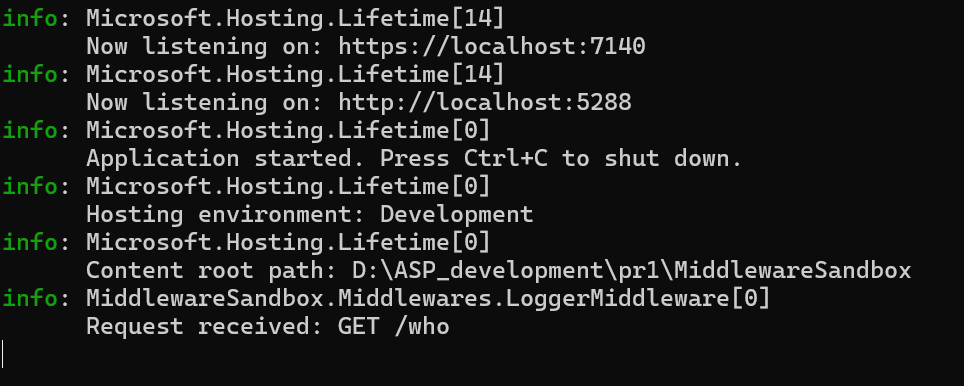 info: Microsoft.Hosting.Lifetime[14]
Now listening on: https://localhost:7140
info: Microsoft.Hosting.Lifetime[14]
Now listening on: http://localhost:5288
info: Microsoft.Hosting.Lifetime[0]
Application started. Press Ctrl+C to shut down.
info: Microsoft.Hosting.Lifetime[0]
Hosting environment: Development
info: Microsoft.Hosting.Lifetime[0]
Content root path: D:\ASP_development\pr1\MiddlewareSandbox
info: MiddlewareSandbox.Middlewares.LoggerMiddleware[0]
Request received: GET /who